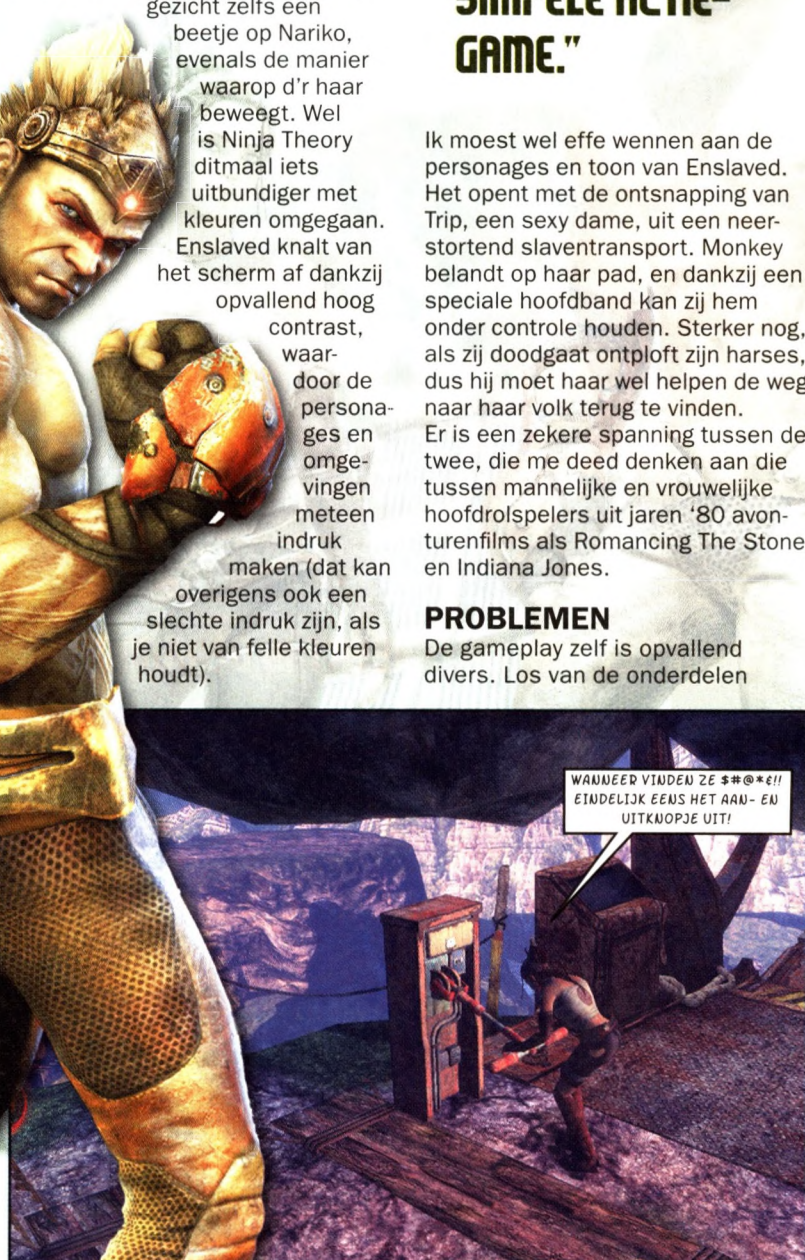 gezicht zelfs een
beetje op Nariko,
evenals de manier
waarop d'r haar
beweegt. Wel
is Ninja Theory
ditmaal iets
uitbundiger met
kleuren omgegaan.
Enslaved knalt van
het scherm af dankzij
opvallend hoog
contrast,
waar-
door de
persona-
ges en
omge-
vingen
meteen
indruk
maken (dat kan
overigens ook een
slechte indruk zijn, als
je niet van felle kleuren
houdt).
SIMPELE ACTIE-
GAME."
Ik moest wel effe wennen aan de
personages en toon van Enslaved.
Het opent met de ontsnapping van
Trip, een sexy dame, uit een neer-
stortend slaventransport. Monkey
belandt op haar pad, en dankzij een
speciale hoofdband kan zij hem
onder controle houden. Sterker nog,
als zij doodgaat ontploft zijn harses,
dus hij moet haar wel helpen de weg
naar haar volk terug te vinden.
Er is een zekere spanning tussen de
twee, die me deed denken aan die
tussen mannelijke en vrouwelijke
hoofdrolspelers uit jaren '80 avon-
turenfilms als Romancing The Stone
en Indiana Jones.
PROBLEMEN
De gameplay zelf is opvallend
divers. Los van de onderdelen
WANNEER VINDEN ZE $#@*€!!
EINDELIJK EENS HET AAN- EN
UITKNOPJE UIT!